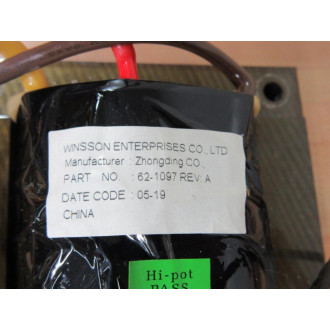 WINSSON ENTERPRISES CO., LTD
Manufacturer : Zhongding CO.,
PART NO. : 62-1097 REV: A
DATE CODE : 05-19
CHINA
Hi-pot
PASS